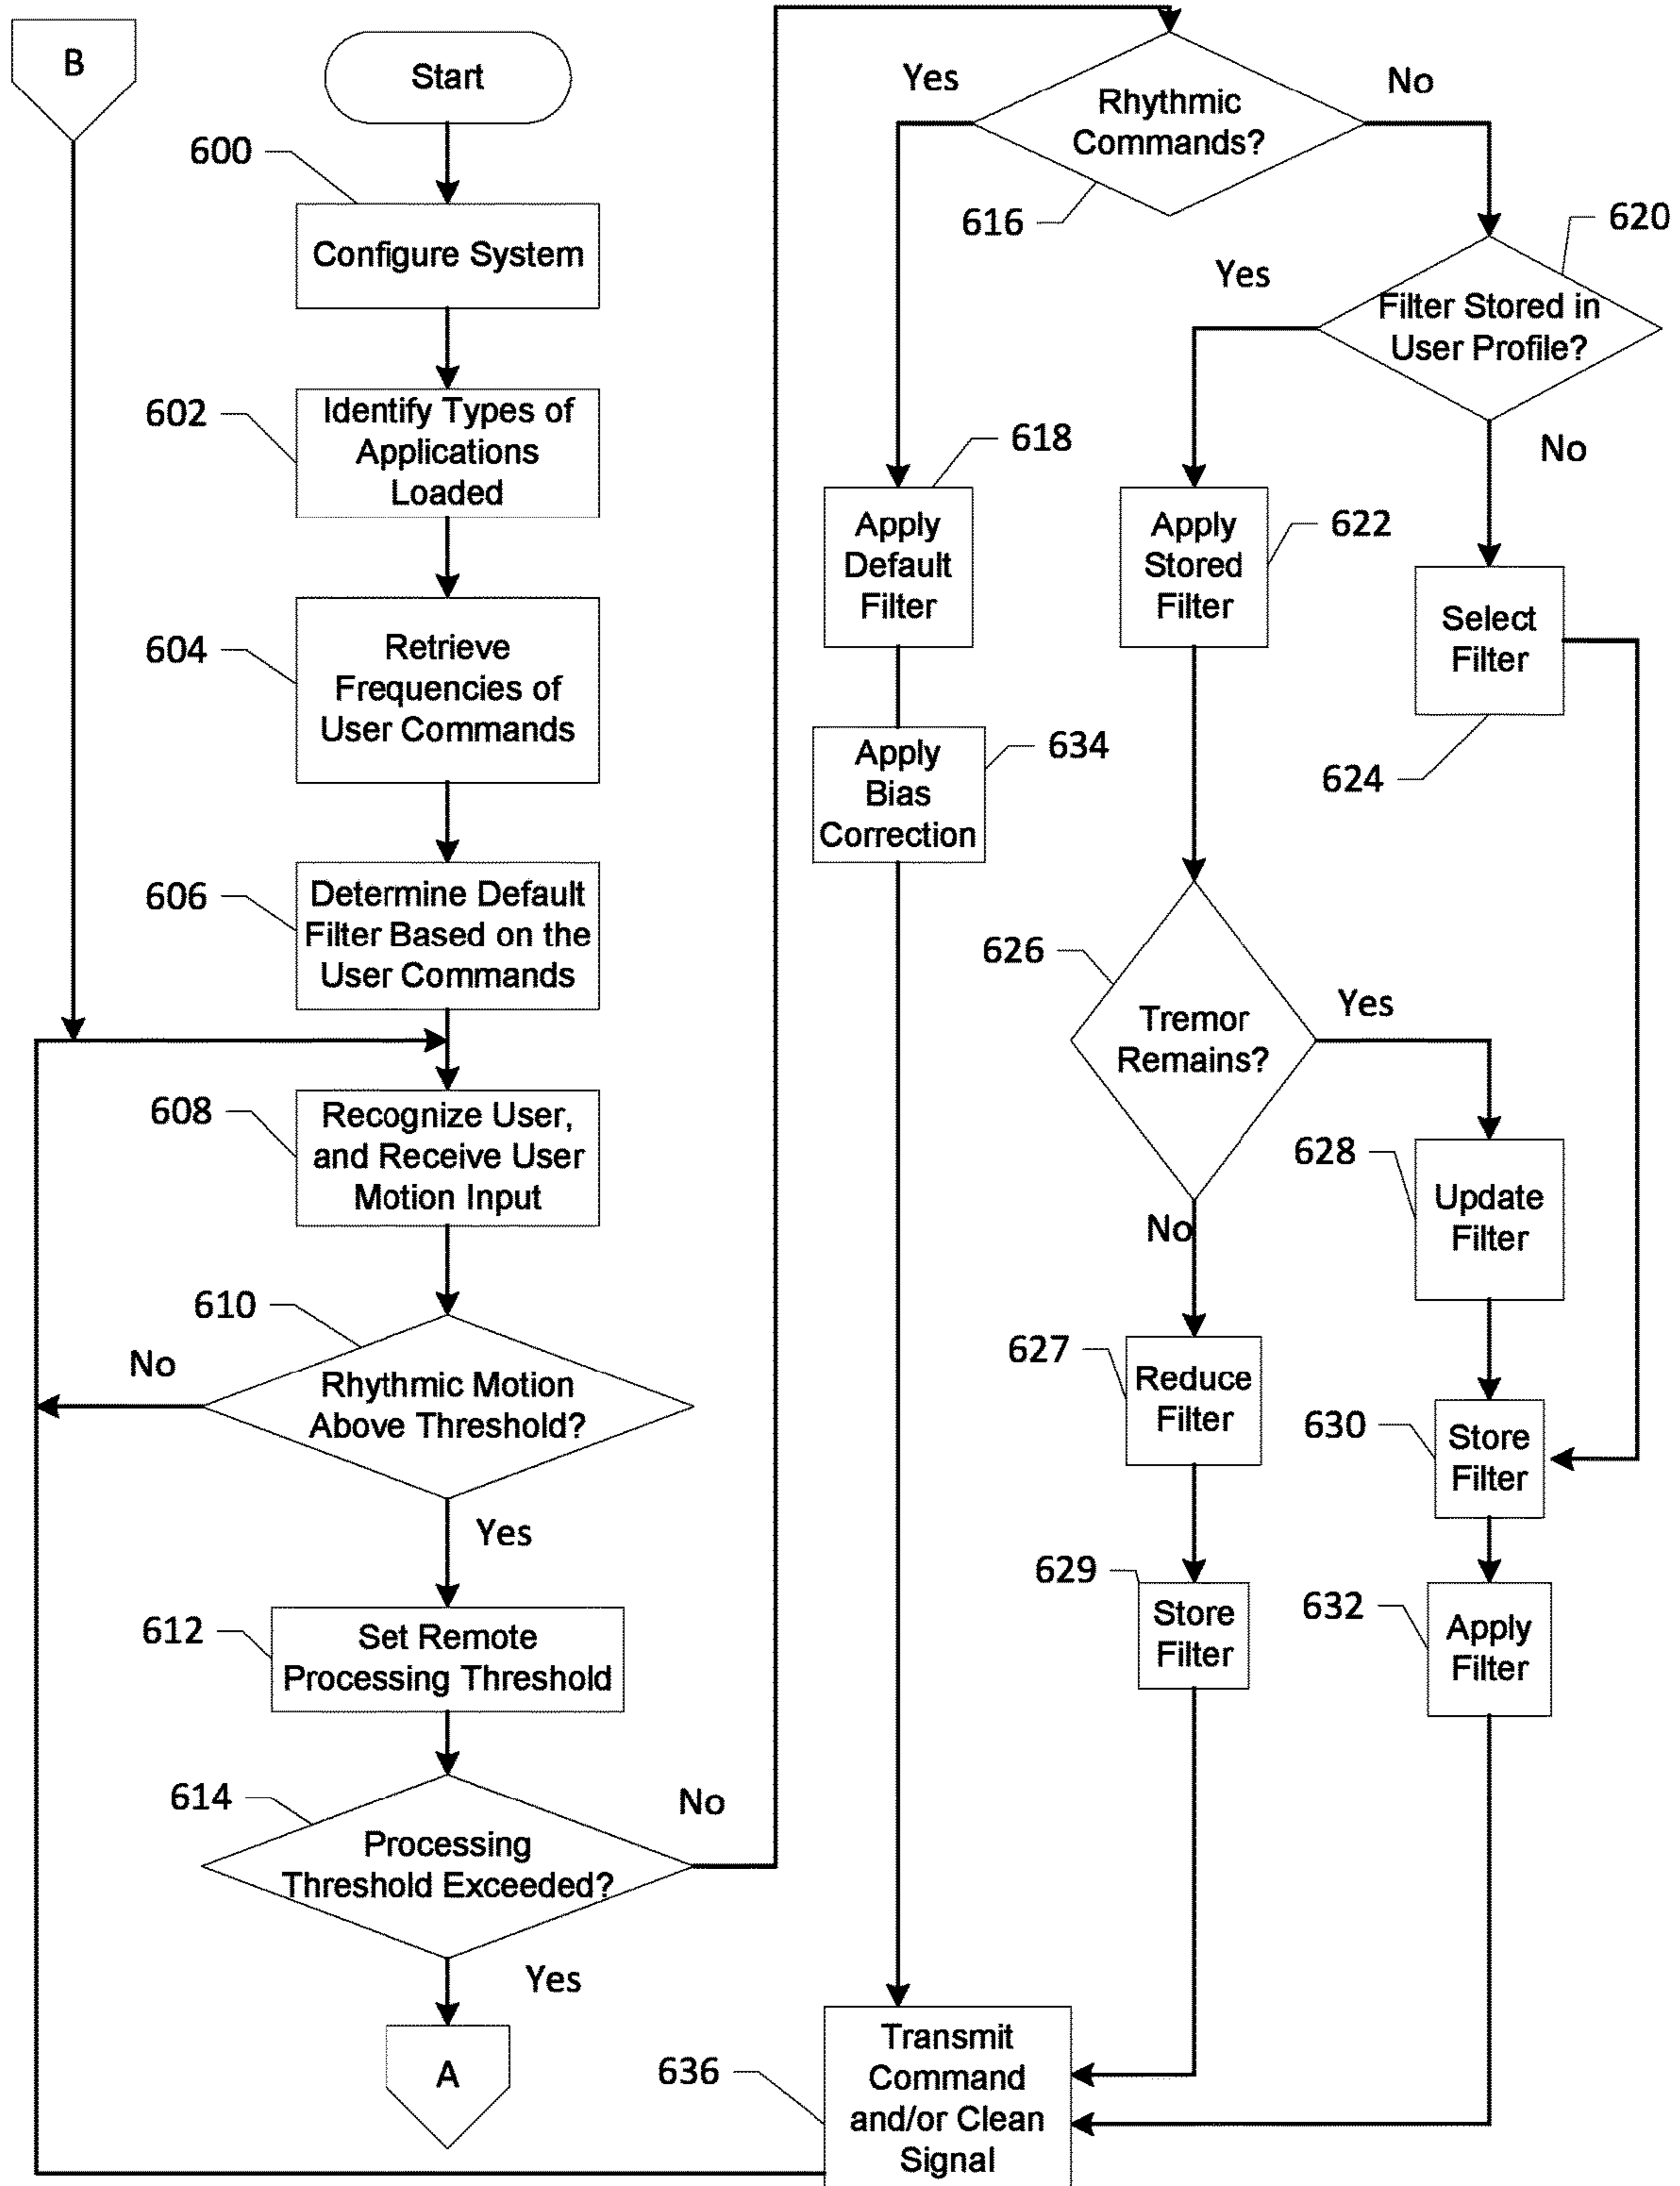 B
Start
600
Configure System
602
Identify Types of
Applications
Loaded
604
Retrieve
Frequencies of
User Commands
606
Determine Default
Filter Based on the
User Commands
608
Recognize User,
and Receive User
Motion Input
610
Rhythmic Motion
Above Threshold?
No
Yes
612
Set Remote
Processing Threshold
614
Processing
Threshold Exceeded?
No
Yes
A
Rhythmic
Commands?
Yes
No
616
620
Filter Stored in
User Profile?
Yes
No
618
Apply
Default
Filter
622
Apply
Stored
Filter
Select
Filter
624
634
Apply
Bias
Correction
626
Tremor
Remains?
Yes
No
628
Update
Filter
627
Reduce
Filter
630
Store
Filter
629
Store
Filter
632
Apply
Filter
636
Transmit
Command
and/or Clean
Signal